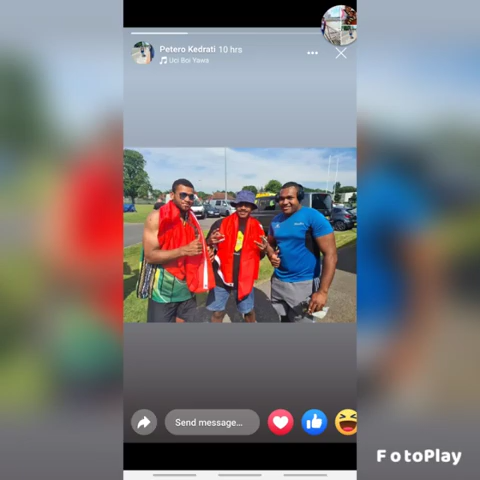 Petero Kedrati 10 hrs
Uci Boi Yawa
Send message...
FotoPlay